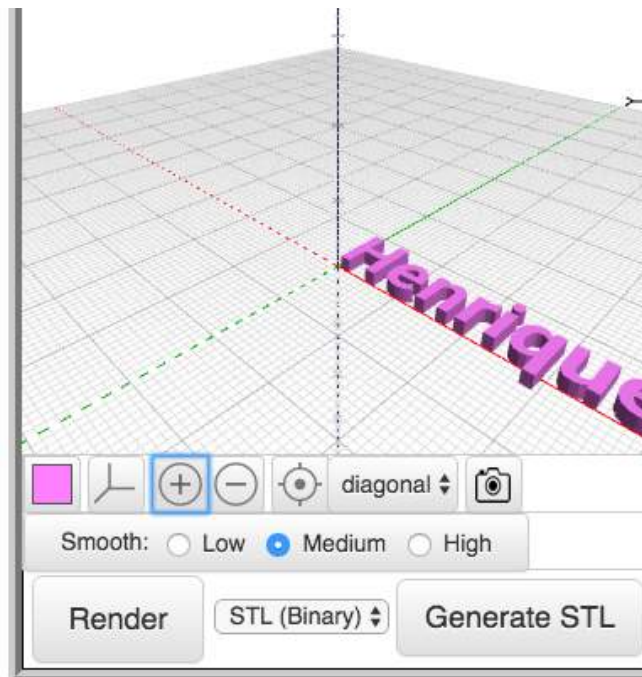 Henrique
diagonal
Smooth: Low Medium High
Render STL (Binary) Generate STL